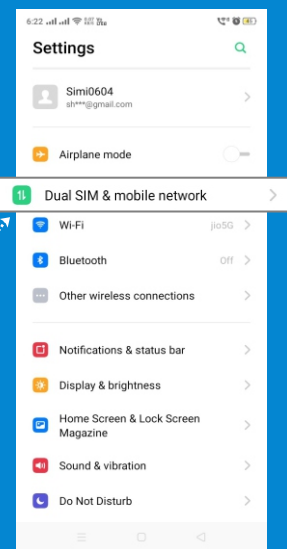 6:22
Settings
Simi0604
sh***@gmail.com
Airplane mode
Dual SIM & mobile network
Wi-Fi jio5G
Bluetooth Off
Other wireless connections
Notifications & status bar
Display & brightness
Home Screen & Lock Screen
Magazine
Sound & vibration
Do Not Disturb